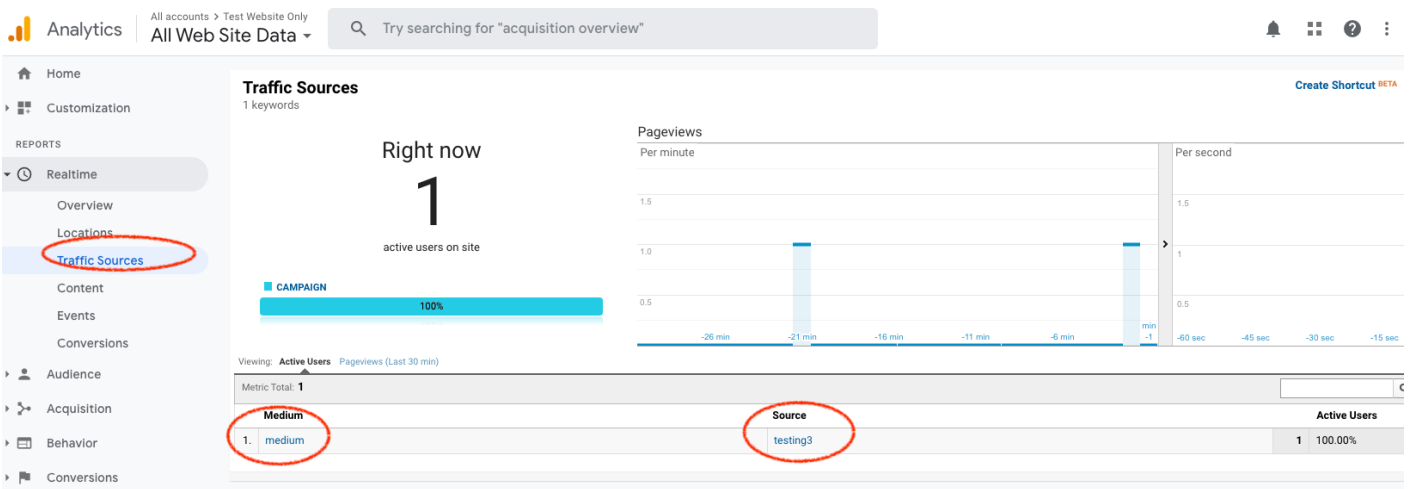 All accounts > Test Website Only
Analytics
All Web Site Data
Try searching for "acquisition overview"
Home
Customization
REPORTS
Realtime
Overview
Locations
Traffic Sources
Content
Events
Conversions
Audience
Acquisition
Behavior
Conversions
Traffic Sources
1 keywords
Create Shortcut BETA
Right now
1
active users on site
CAMPAIGN
100%
Pageviews
Per minute
1.5
1.0
0.5
-26 min
-21 min
-16 min
-11 min
-6 min
min
-1
Per second
1.5
1
0.5
-60 sec
-45 sec
-30 sec
-15 sec
Viewing: Active Users Pageviews (Last 30 min)
Metric Total: 1
Medium Source Active Users
1. medium testing3 1 100.00%